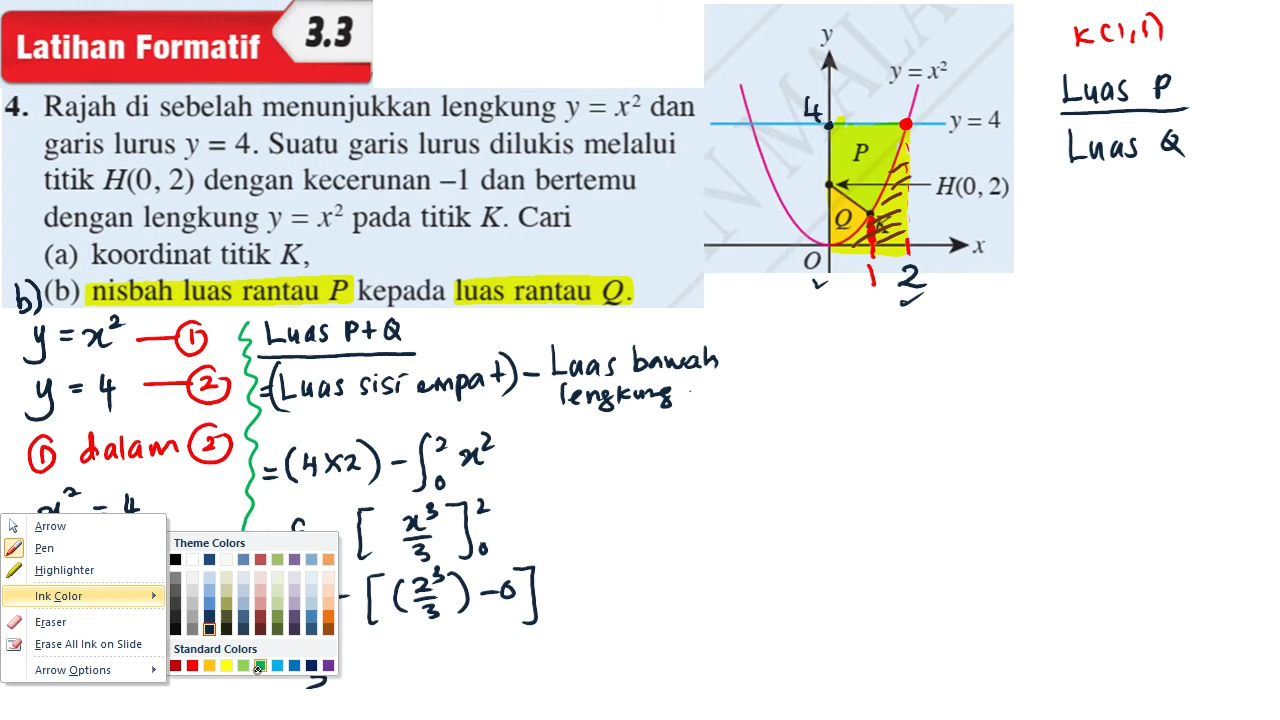 Latihan Formatif 3.3
4. Rajah di sebelah menunjukkan lengkung y = x² dan
garis lurus y = 4. Suatu garis lurus dilukis melalui
titik H(0, 2) dengan kecerunan –1 dan bertemu
dengan lengkung y = x² pada titik K. Cari
(a) koordinat titik K,
(b) nisbah luas rantau P kepada luas rantau Q.
y
y = x²
4
y = 4
P
H(0, 2)
Q
K
O
x
1
2
K(1,1)
Luas P
Luas Q
b)
y = x² — ①
y = 4 — ②
① dalam ②
x² = 4
Luas P+Q
=(Luas sisi empat) – Luas bawah
lengkung
= (4×2) – ∫₀² x²
[x³/3]₀²
– [(2³/3) – 0]
Arrow
Pen
Highlighter
Ink Color
Eraser
Erase All Ink on Slide
Arrow Options
Theme Colors
Standard Colors